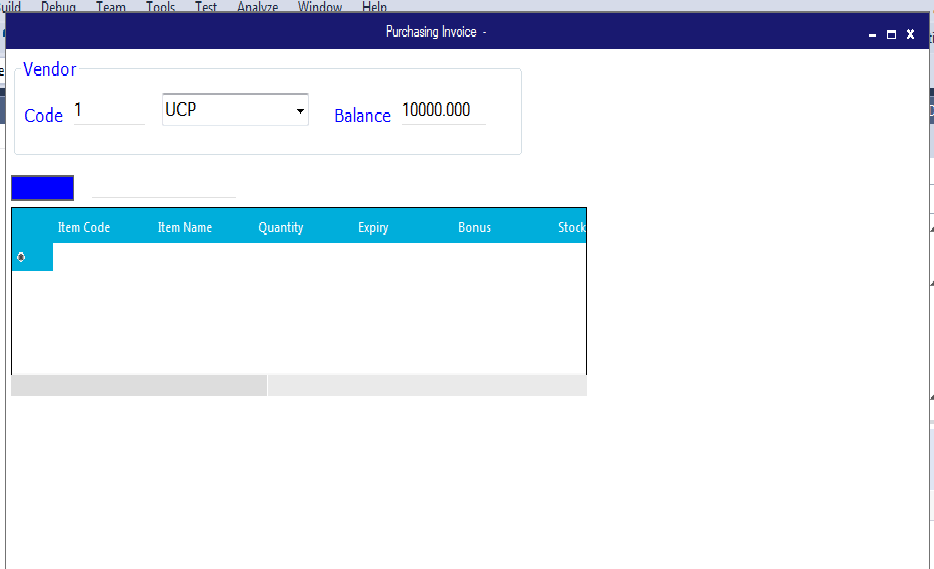 Build Debug Team Tools Test Analyze Window Help
Purchasing Invoice -
Vendor
Code 1 UCP Balance 10000.000
Item Code Item Name Quantity Expiry Bonus Stock